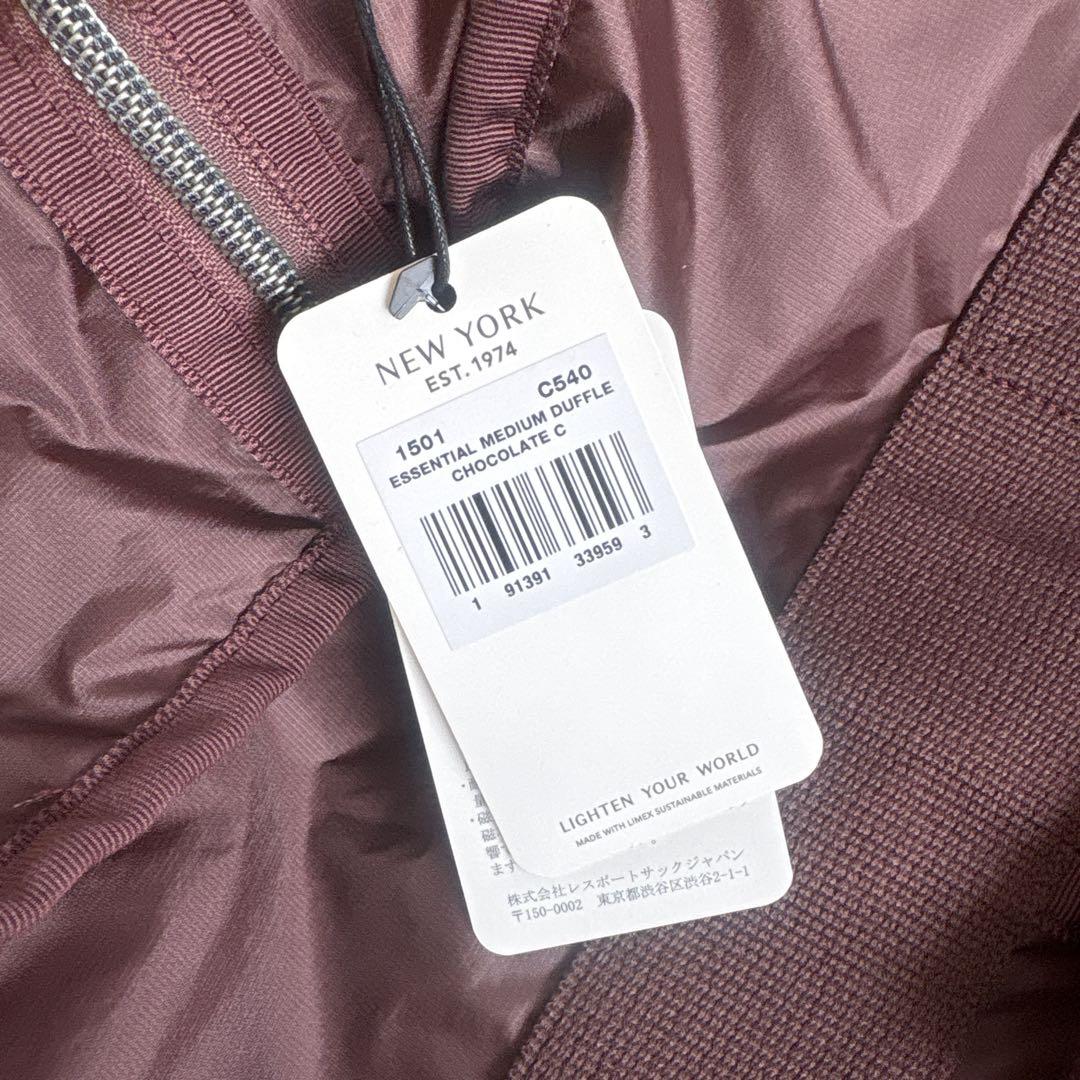 NEW YORK
EST.1974
1501 C540
ESSENTIAL MEDIUM DUFFLE
CHOCOLATE C
1 91391 33959 3
LIGHTEN YOUR WORLD
MADE WITH LIMEX SUSTAINABLE MATERIALS
ます
株式会社レスポートサックジャパン
〒150-0002 東京都渋谷区渋谷2-1-1